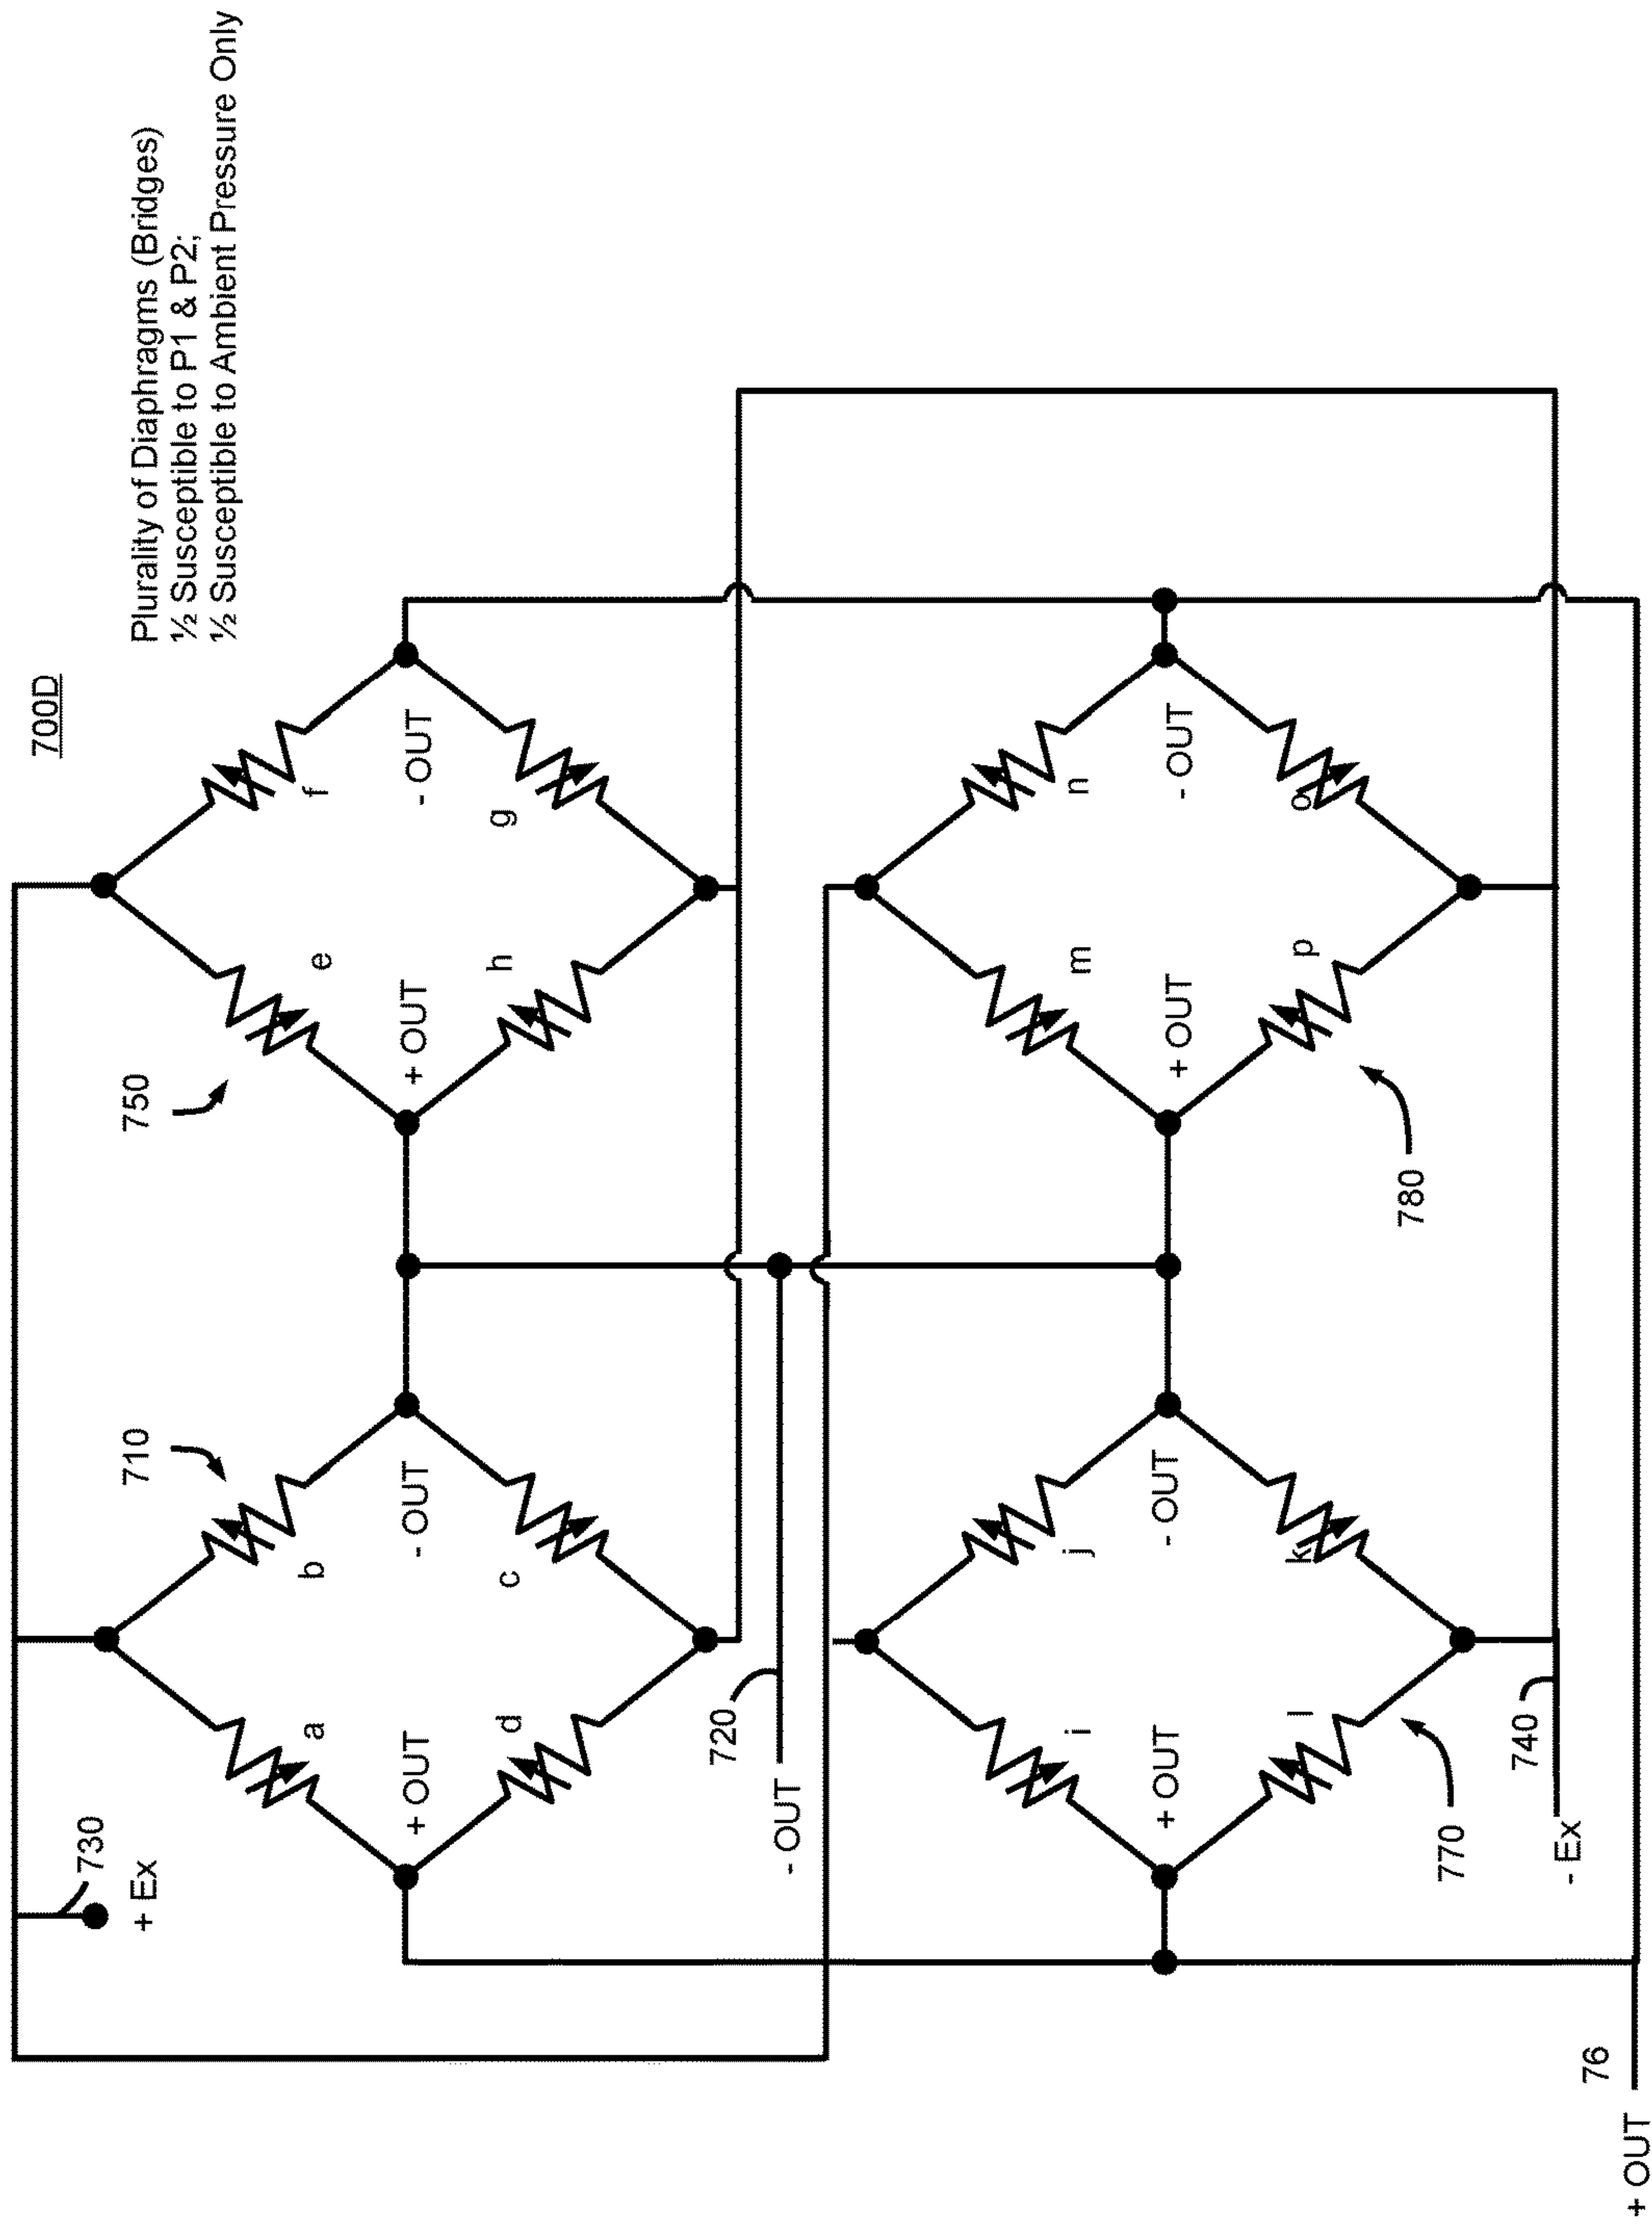 700D
Plurality of Diaphragms (Bridges)
½ Susceptible to P1 & P2;
½ Susceptible to Ambient Pressure Only
730
+ Ex
710
750
a
b
e
f
+ OUT
- OUT
+ OUT
- OUT
d
c
h
g
720
- OUT
i
j
m
n
+ OUT
- OUT
+ OUT
- OUT
l
k
p
o
770
780
740
- Ex
76
+ OUT